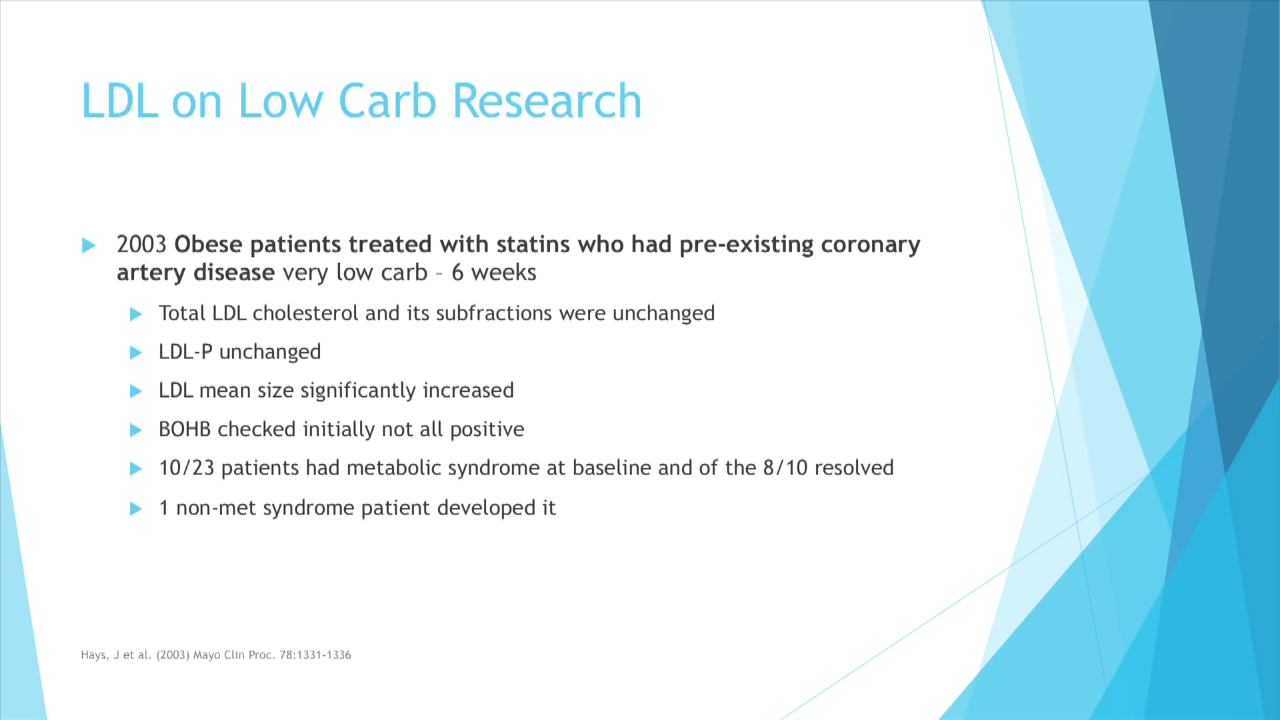 LDL on Low Carb Research
2003 Obese patients treated with statins who had pre-existing coronary
artery disease very low carb – 6 weeks
Total LDL cholesterol and its subfractions were unchanged
LDL-P unchanged
LDL mean size significantly increased
BOHB checked initially not all positive
10/23 patients had metabolic syndrome at baseline and of the 8/10 resolved
1 non-met syndrome patient developed it
Hays, J et al. (2003) Mayo Clin Proc. 78:1331-1336